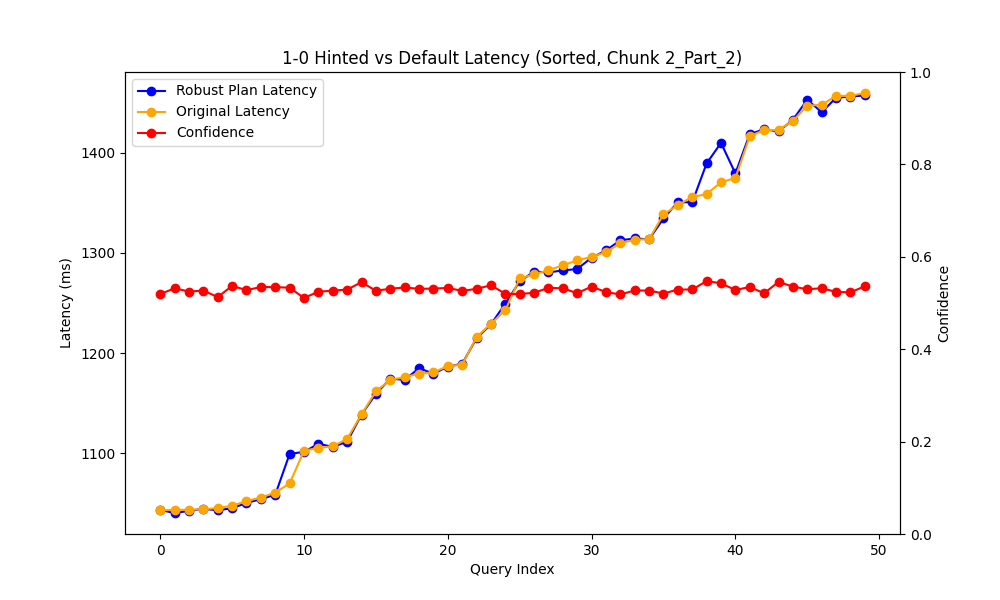 1-0 Hinted vs Default Latency (Sorted, Chunk 2_Part_2)
Robust Plan Latency
Original Latency
Confidence
Latency (ms)
1400
1300
1200
1100
1.0
0.8
0.6
0.4
0.2
0.0
Confidence
0 10 20 30 40 50
Query Index